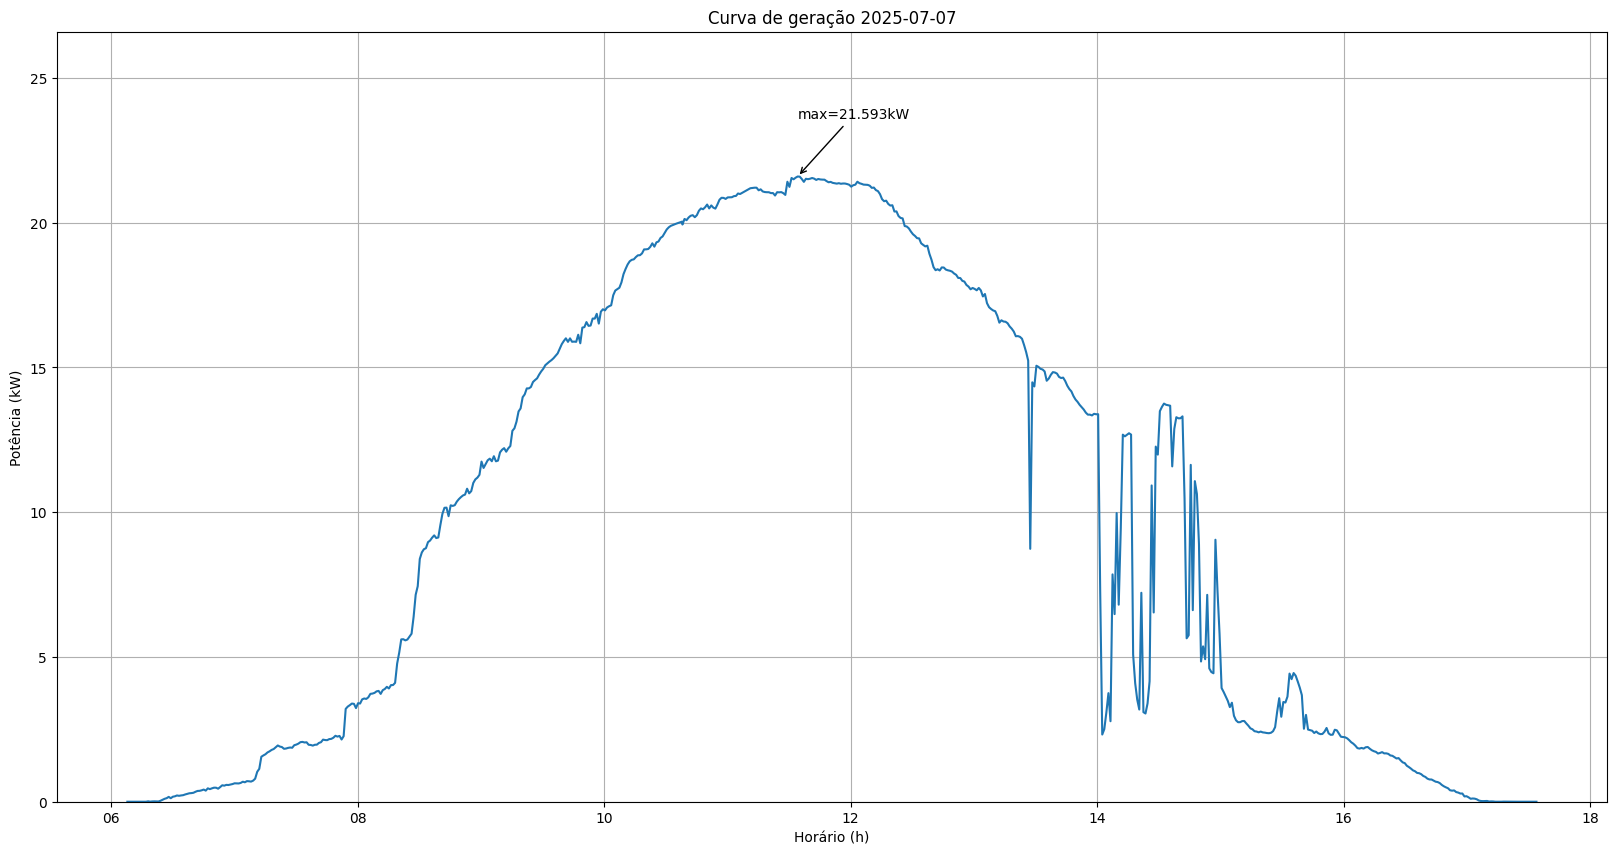 Curva de geração 2025-07-07
max=21.593kW
Potência (kW)
25
20
15
10
5
0
06 08 10 12 14 16 18
Horário (h)